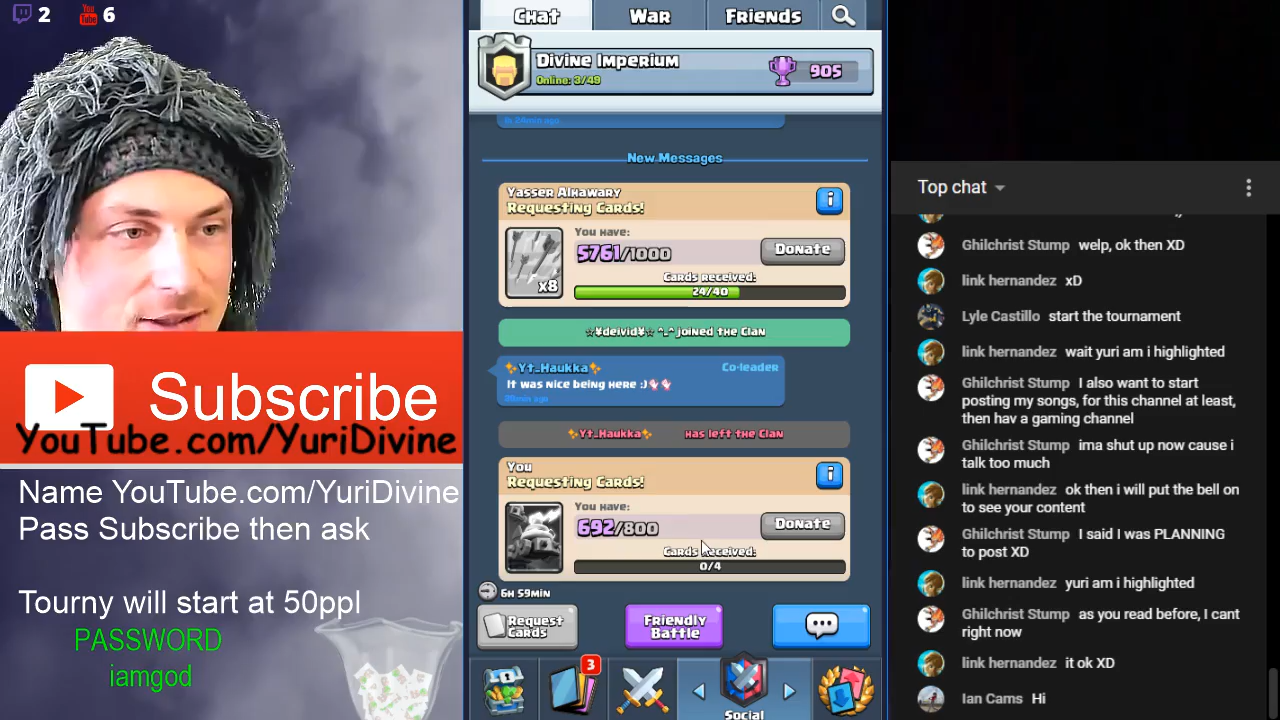 2 6
Subscribe
YouTube.com/YuriDivine
Name YouTube.com/YuriDivine
Pass Subscribe then ask
Tourny will start at 50ppl
PASSWORD
iamgod
Chat War Friends
Divine Imperium
Online: 3/49
905
1h 24min ago
New Messages
Yasser Alhawary
Requesting Cards!
i
You have:
5761/1000
Donate
x8
Cards received:
24/40
☆¥deivid¥☆ ^_^ joined the Clan
✨Yt_Haukka✨ Co-leader
It was nice being here :)
✨Yt_Haukka✨ has left the Clan
You
Requesting Cards!
i
You have:
692/800
Donate
Cards received:
0/4
6h 59min
Request
Cards
Friendly
Battle
1
3
Social
Top chat
Ghilchrist Stump welp, ok then XD
link hernandez xD
Lyle Castillo start the tournament
link hernandez wait yuri am i highlighted
Ghilchrist Stump I also want to start
posting my songs, for this channel at least,
then hav a gaming channel
Ghilchrist Stump ima shut up now cause i
talk too much
link hernandez ok then i will put the bell on
to see your content
Ghilchrist Stump I said I was PLANNING
to post XD
link hernandez yuri am i highlighted
Ghilchrist Stump as you read before, I cant
right now
link hernandez it ok XD
Ian Cams Hi